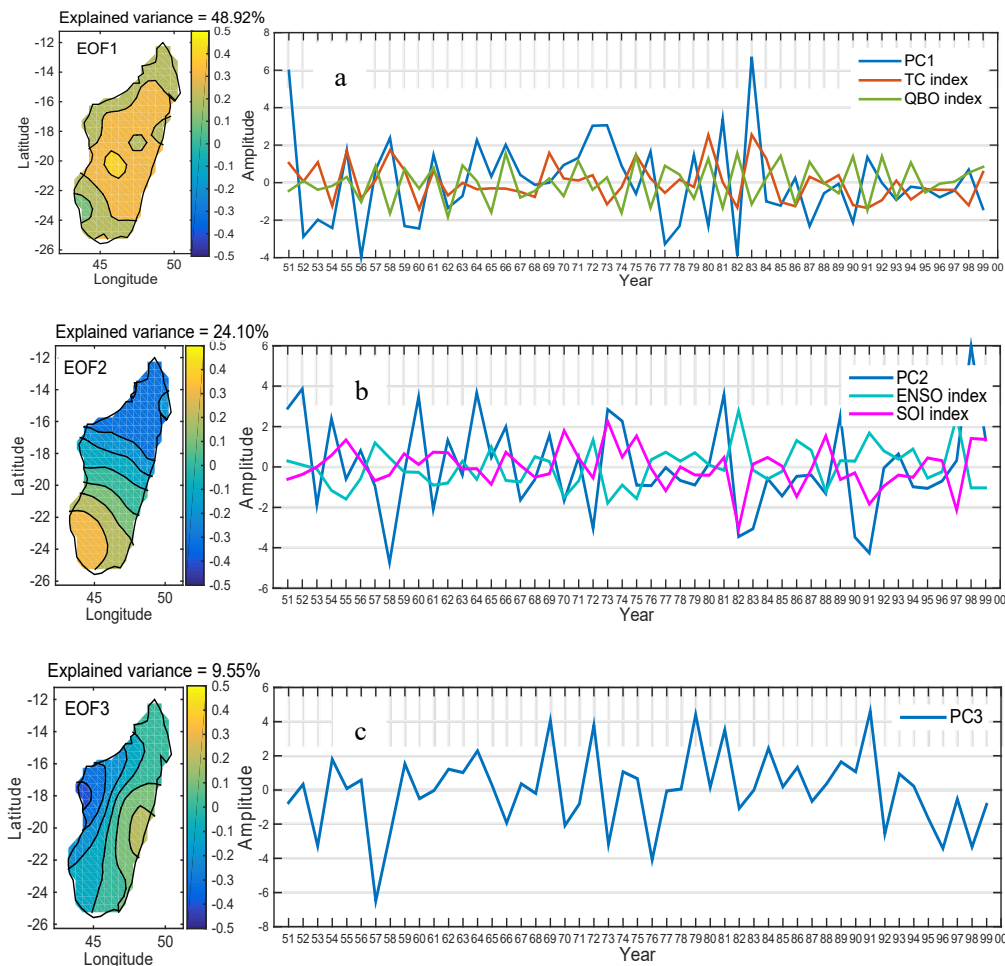 Explained variance = 48.92%
EOF1
-12
-14
-16
-18
-20
-22
-24
-26
Latitude
45 50
Longitude
0.5
0.4
0.3
0.2
0.1
0
-0.1
-0.2
-0.3
-0.4
-0.5
a
PC1
TC index
QBO index
8
6
4
2
0
-2
-4
Amplitude
51 52 53 54 55 56 57 58 59 60 61 62 63 64 65 66 67 68 69 70 71 72 73 74 75 76 77 78 79 80 81 82 83 84 85 86 87 88 89 90 91 92 93 94 95 96 97 98 99 00
Year
Explained variance = 24.10%
EOF2
-12
-14
-16
-18
-20
-22
-24
-26
Latitude
45 50
Longitude
0.5
0.4
0.3
0.2
0.1
0
-0.1
-0.2
-0.3
-0.4
-0.5
b
PC2
ENSO index
SOI index
6
4
2
0
-2
-4
-6
Amplitude
51 52 53 54 55 56 57 58 59 60 61 62 63 64 65 66 67 68 69 70 71 72 73 74 75 76 77 78 79 80 81 82 83 84 85 86 87 88 89 90 91 92 93 94 95 96 97 98 99 00
Year
Explained variance = 9.55%
EOF3
-12
-14
-16
-18
-20
-22
-24
-26
Latitude
45 50
Longitude
0.5
0.4
0.3
0.2
0.1
0
-0.1
-0.2
-0.3
-0.4
-0.5
c
PC3
6
4
2
0
-2
-4
-6
-8
Amplitude
51 52 53 54 55 56 57 58 59 60 61 62 63 64 65 66 67 68 69 70 71 72 73 74 75 76 77 78 79 80 81 82 83 84 85 86 87 88 89 90 91 92 93 94 95 96 97 98 99 00
Year